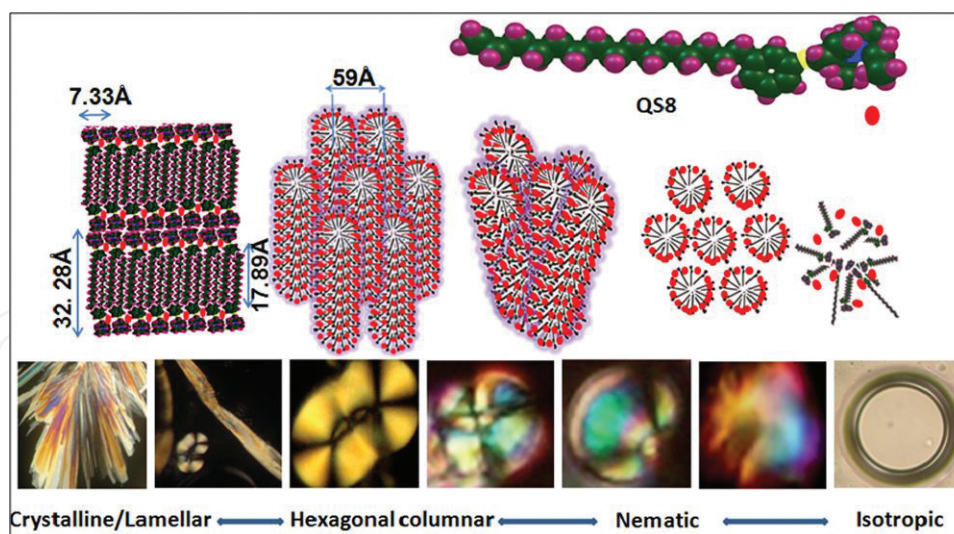 QS8
7.33Å
59Å
32. 28Å
17.89Å
Crystalline/Lamellar
Hexagonal columnar
Nematic
Isotropic